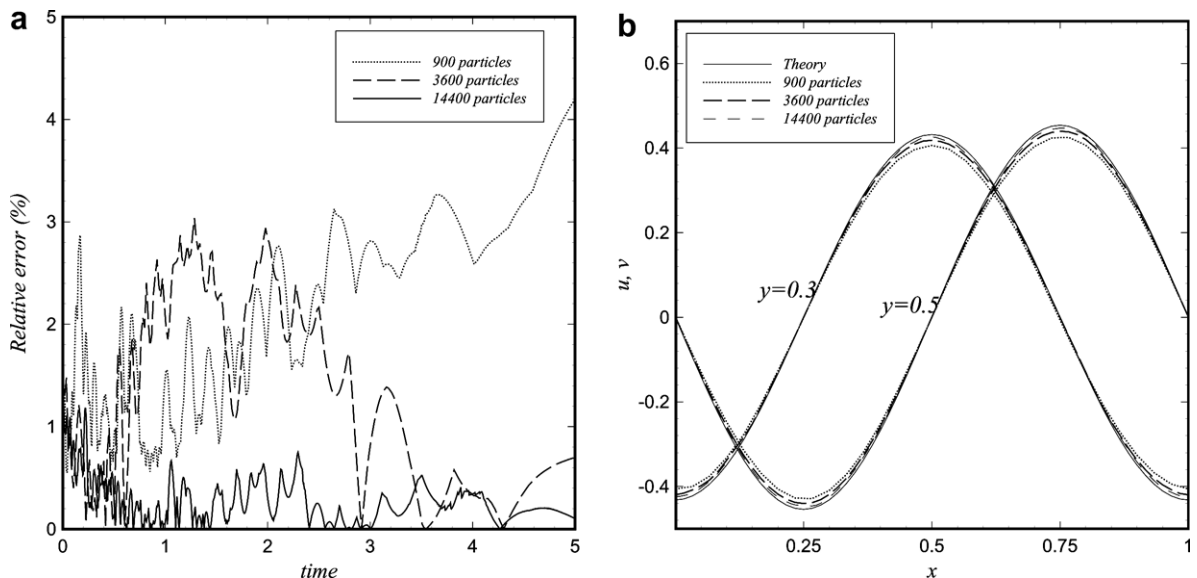 a
5
4
3
2
1
0
Relative error (%)
900 particles
3600 particles
14400 particles
0 1 2 3 4 5
time
b
0.6
0.4
0.2
0
-0.2
-0.4
u, v
Theory
900 particles
3600 particles
14400 particles
y=0.3
y=0.5
0.25 0.5 0.75 1
x